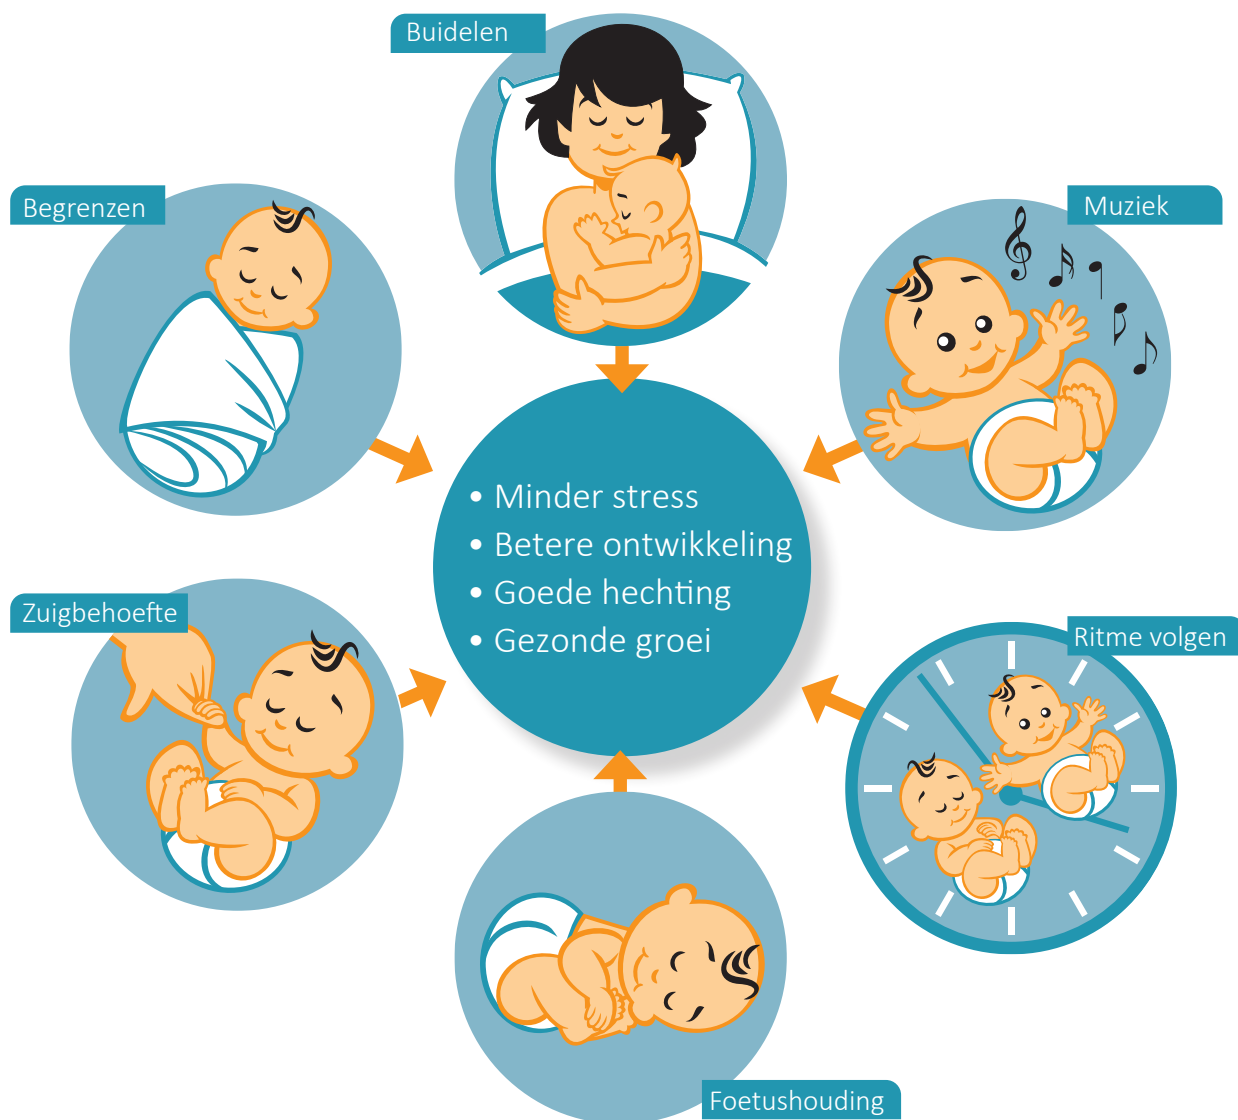 Buidelen
Begrenzen
Muziek
• Minder stress
• Betere ontwikkeling
• Goede hechting
• Gezonde groei
Zuigbehoefte
Ritme volgen
Foetushouding